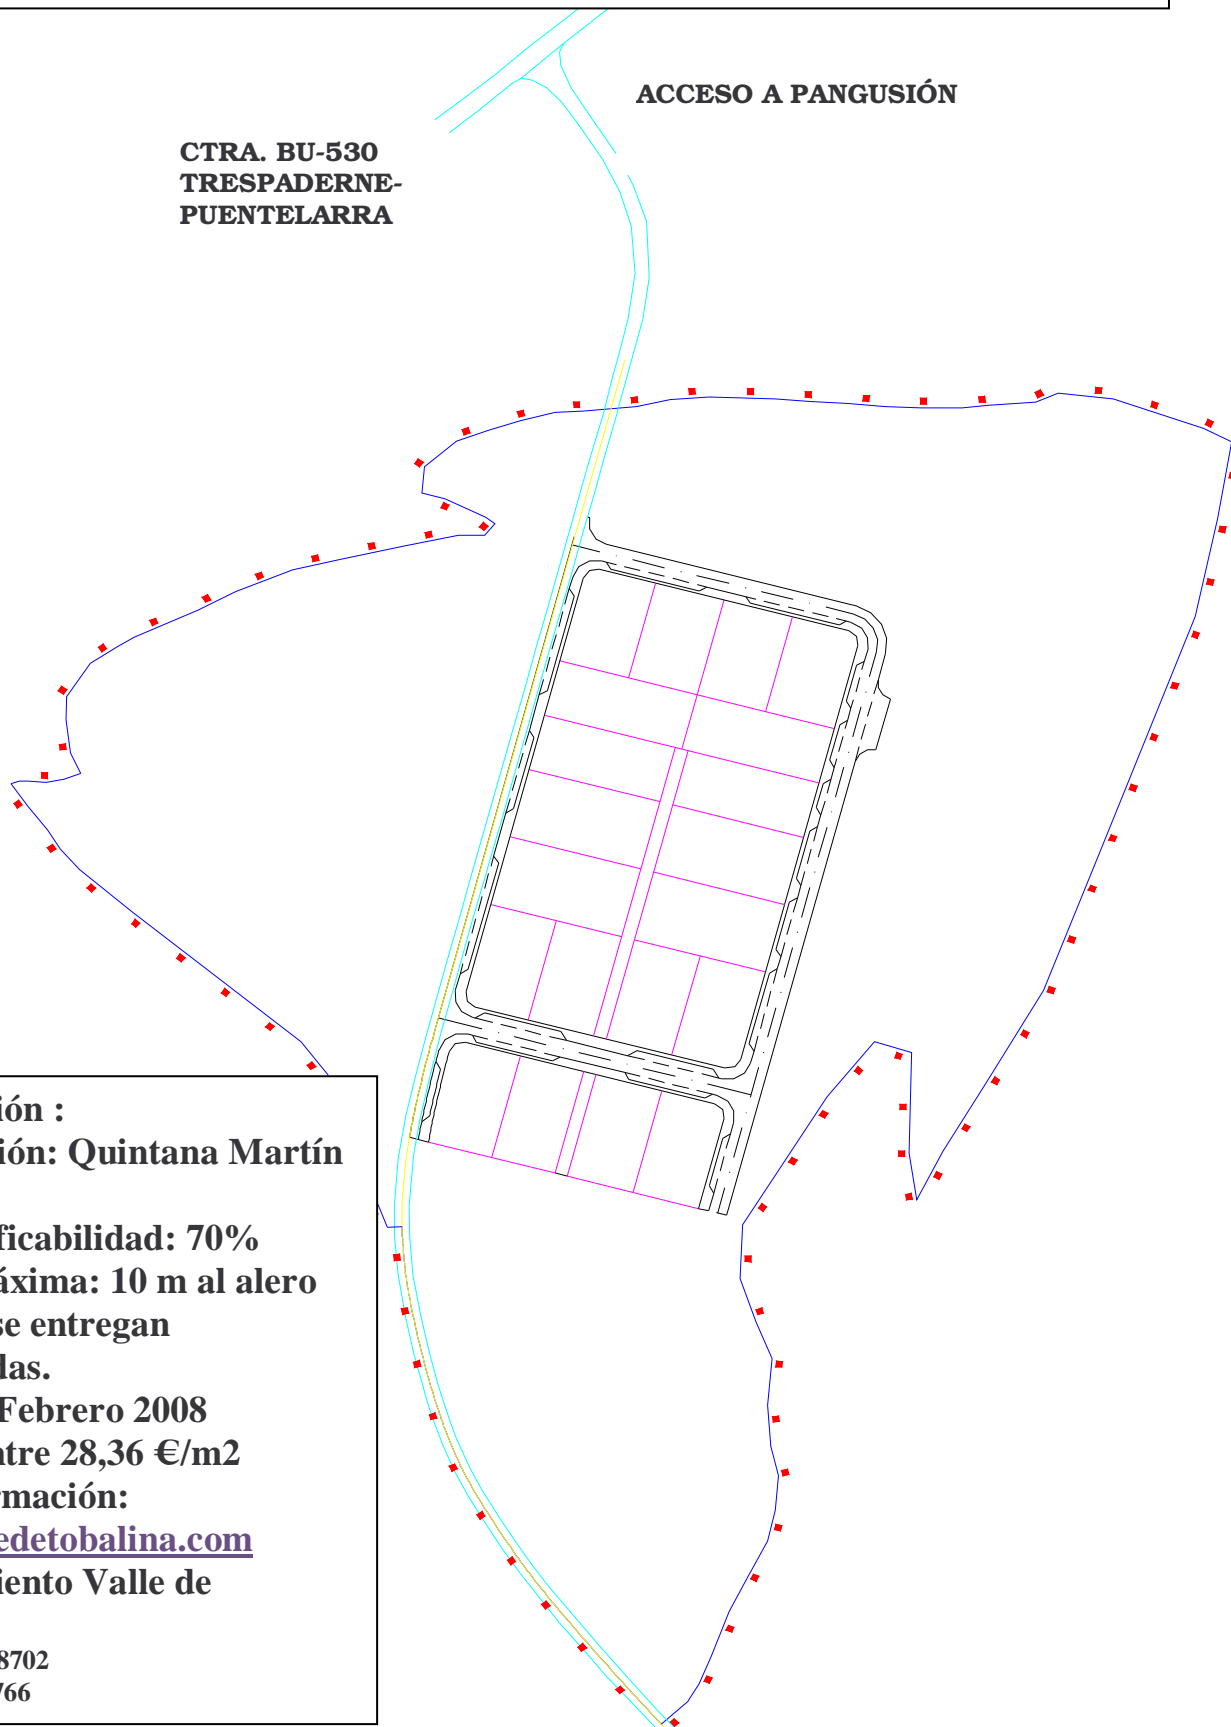 ACCESO A PANGUSIÓN
CTRA. BU-530
TRESPADERNE-
PUENTELARRA
ión :
ión: Quintana Martín
ficabilidad: 70%
áxima: 10 m al alero
se entregan
das.
Febrero 2008
ntre 28,36 €/m2
rmación:
edetobalina.com
iento Valle de
8702
766